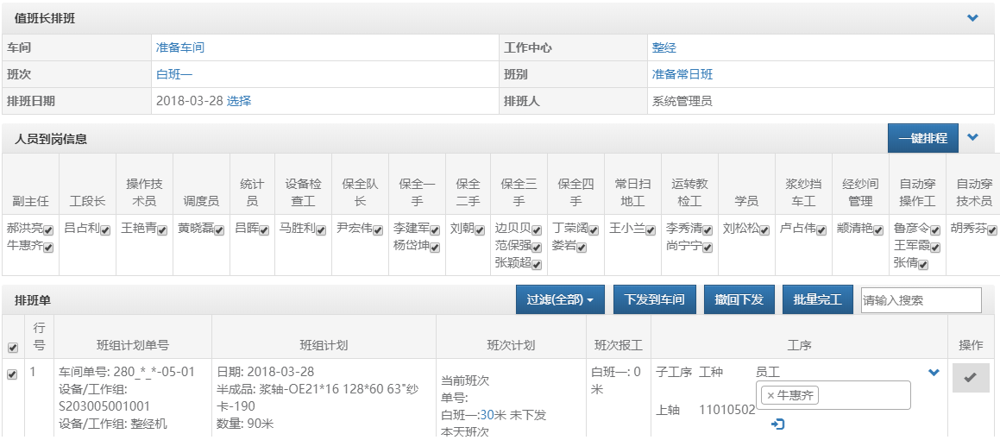 值班长排班
车间 准备车间 工作中心 整经
班次 白班一 班别 准备常日班
排班日期 2018-03-28 选择 排班人 系统管理员
人员到岗信息 一键排程
副主任 工段长 操作技术员 调度员 统计员 设备检查工 保全队长 保全一手 保全二手 保全三手 保全四手 常日扫地工 运转教检工 学员 浆纱挡车工 经纱间管理 自动穿操作工 自动穿技术员
郝洪亮 吕占利 王艳青 黄晓磊 吕晖 马胜利 尹宏伟 李建军 刘朝 边贝贝 丁荣阔 王小兰 李秀清 刘松松 卢占伟 颛清艳 鲁彦令 胡秀芬
牛惠齐 杨岱坤 范保强 娄岩 尚宁宁 王军霞
张颖超 张倩
排班单 过滤(全部) 下发到车间 撤回下发 批量完工 请输入搜索
行号 班组计划单号 班组计划 班次计划 班次报工 工序 操作
1
车间单号: 280_*_*-05-01
设备/工作组:
S203005001001
设备/工作组: 整经机
日期: 2018-03-28
半成品: 浆轴-OE21*16 128*60 63"纱
卡-190
数量: 90米
当前班次
单号:
白班一:30米 未下发
本天班次
白班一: 0
米
子工序 工种 员工
上轴 11010502 ×牛惠齐